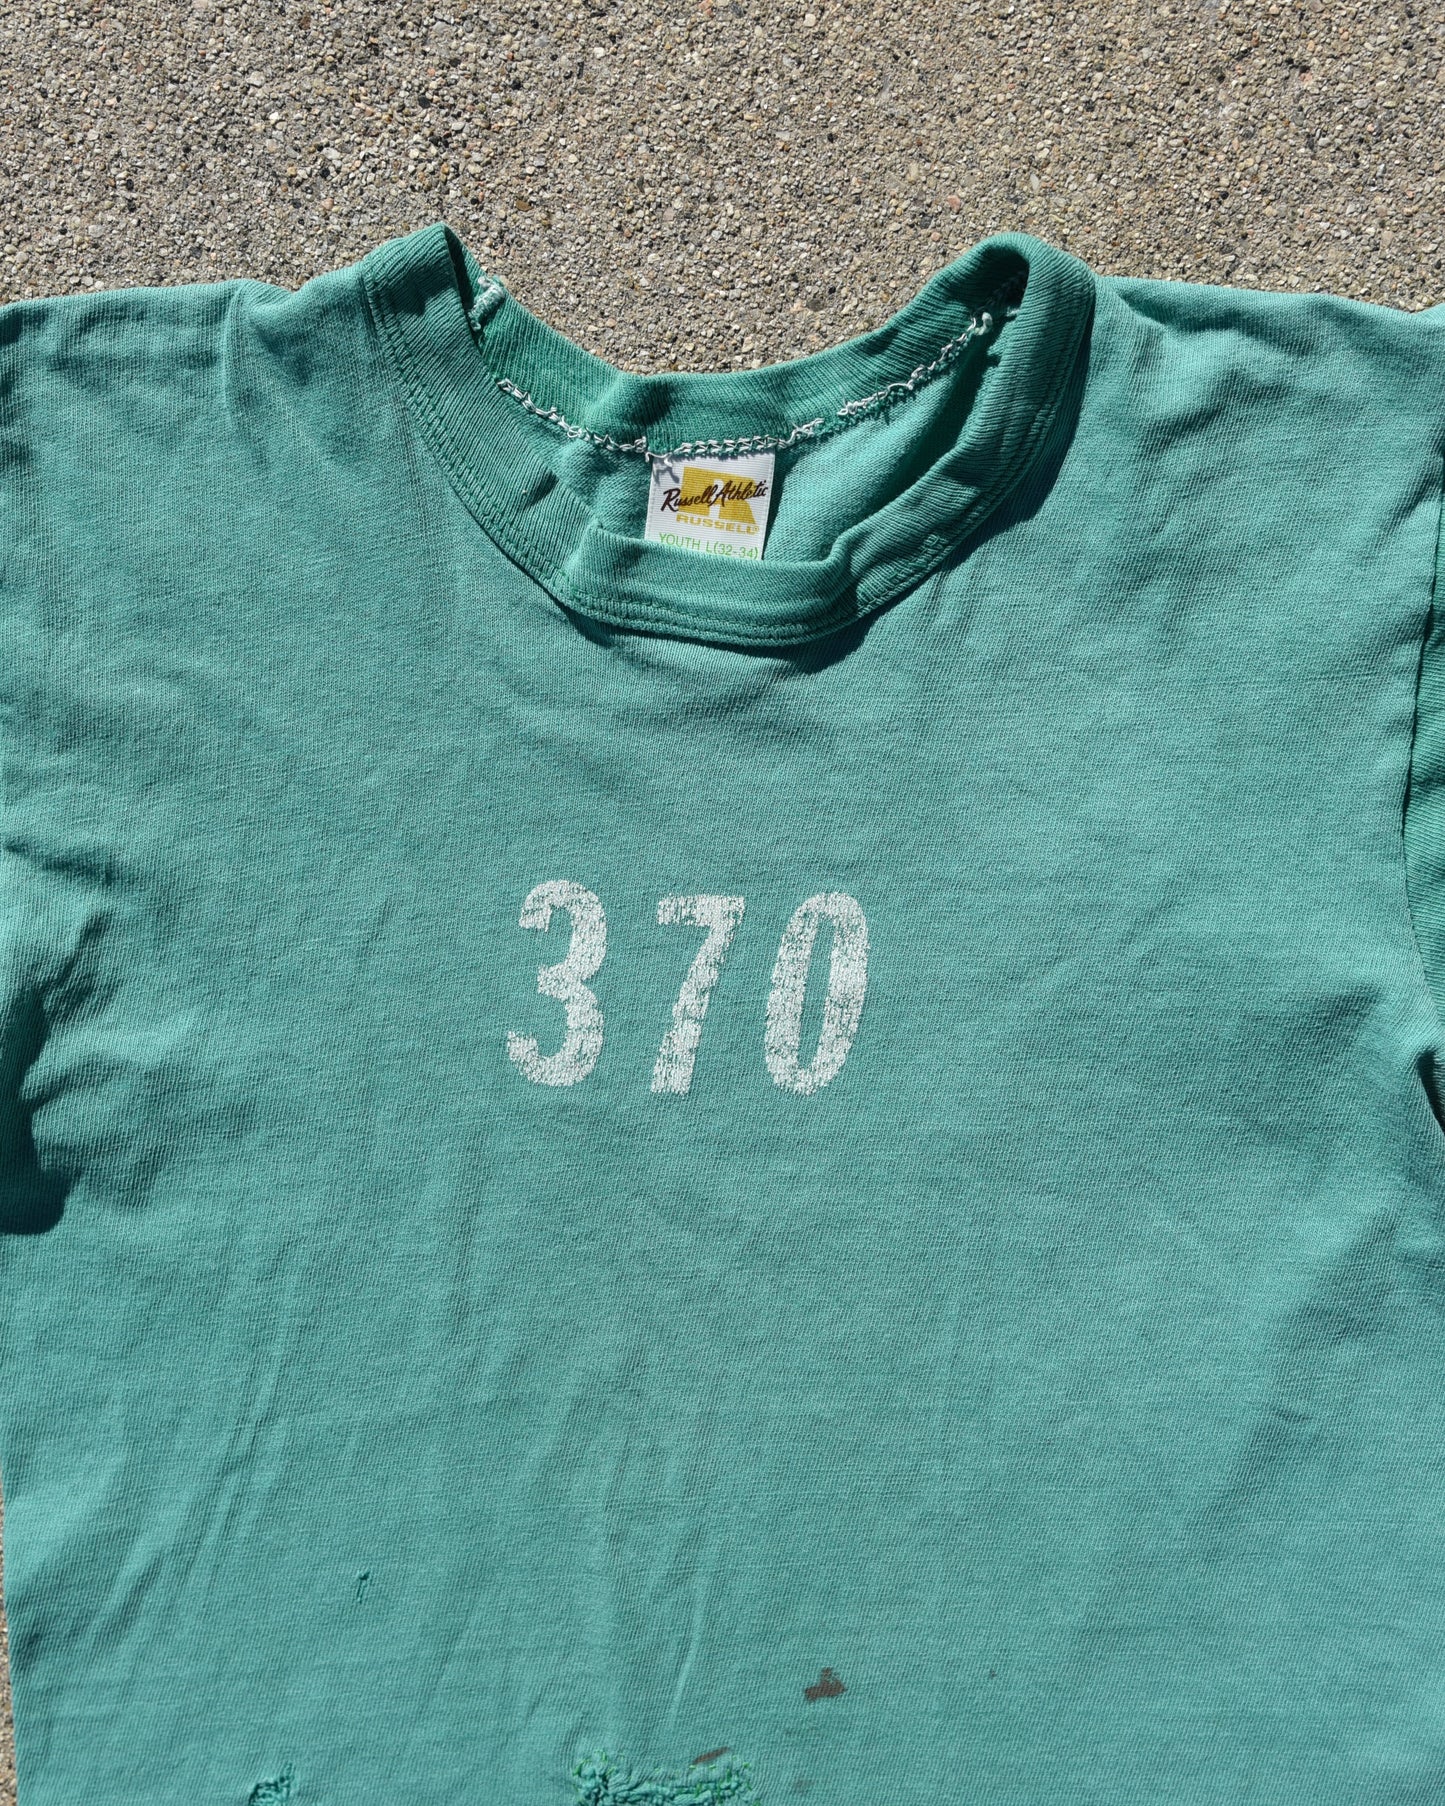 Russell Athletic
RUSSELL®
YOUTH L(32-34)
370